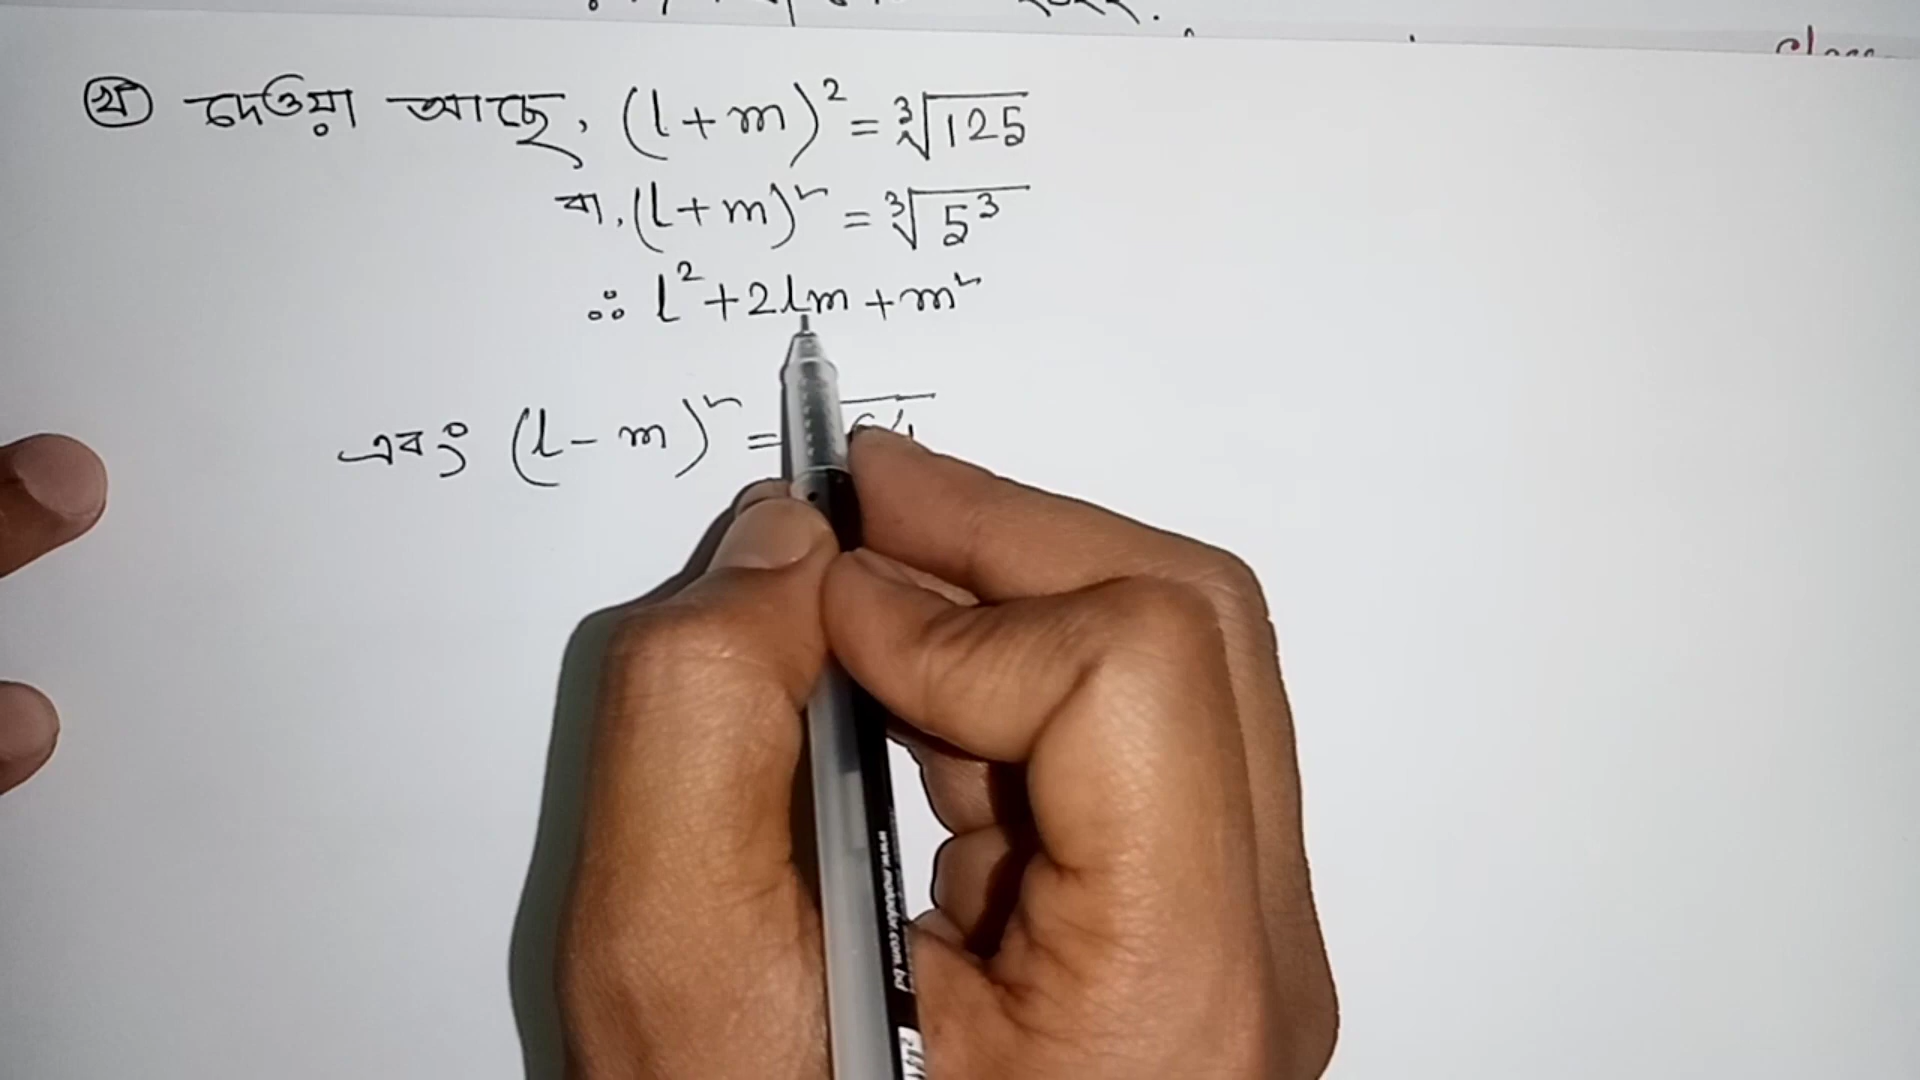 (খ) দেওয়া আছে, (l+m)² = ∛125
বা, (l+m)² = ∛5³
∴ l²+2lm+m²
এবং (l-m)² =